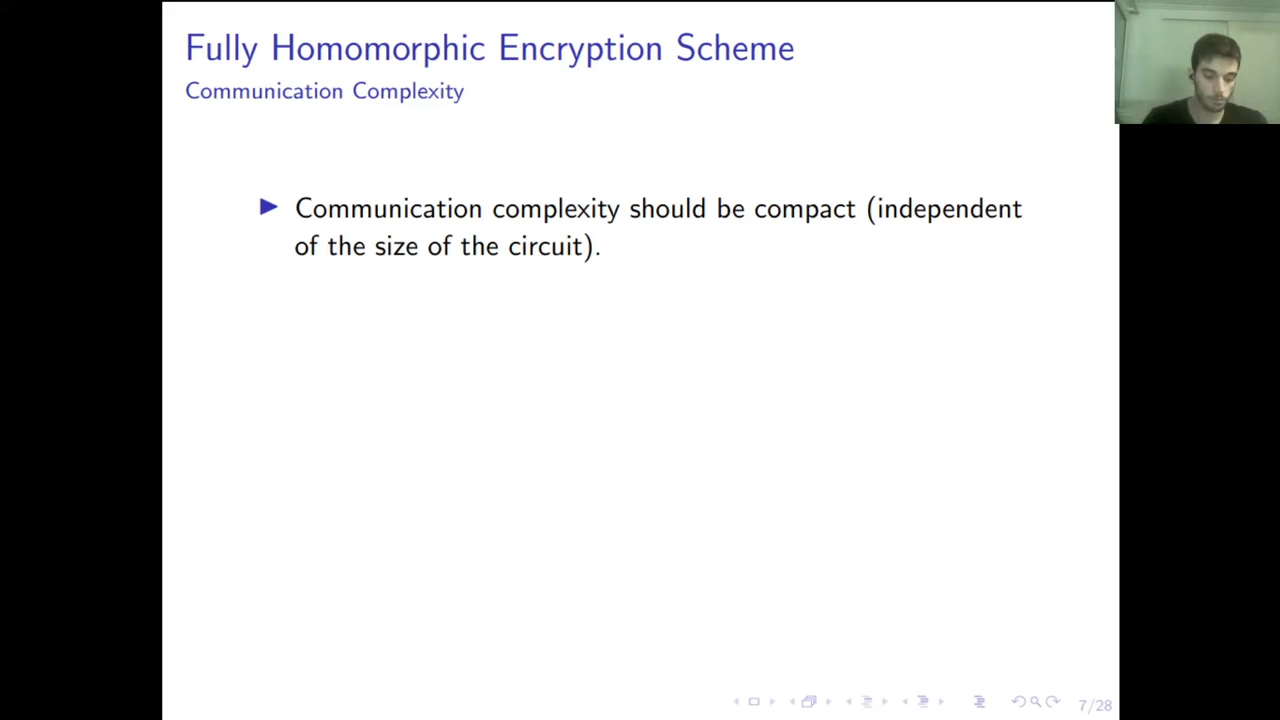 Fully Homomorphic Encryption Scheme
Communication Complexity
Communication complexity should be compact (independent
of the size of the circuit).
7/28